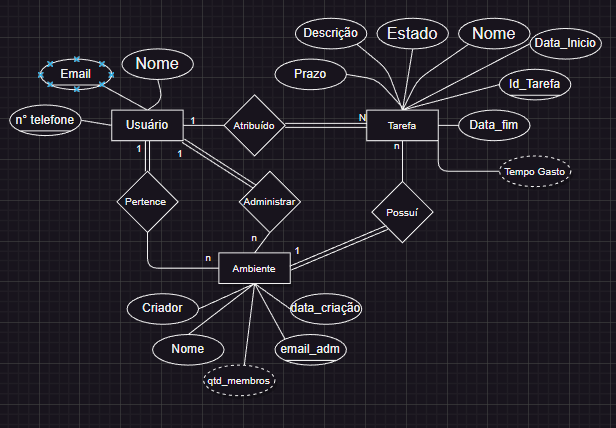 Descrição
Estado
Nome
Data_Inicio
Email
Nome
Prazo
Id_Tarefa
n° telefone
Usuário
1
Atribuído
N
Tarefa
Data_fim
1
1
n
Tempo Gasto
Pertence
Administrar
Possuí
n
n
1
Ambiente
Criador
data_criação
Nome
email_adm
qtd_membros